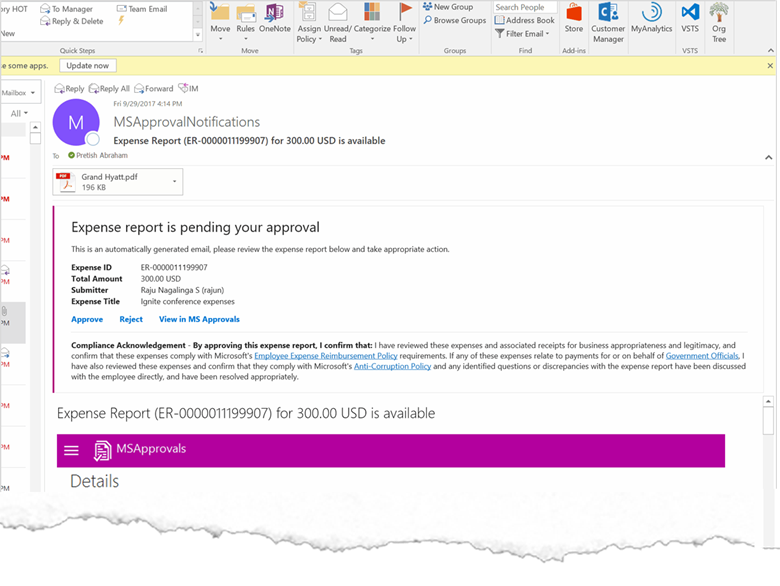 ory HOT
To Manager
Team Email
Reply & Delete
New
Quick Steps
Move
Rules
OneNote
Move
Assign Policy
Unread/ Read
Categorize
Follow Up
Tags
New Group
Browse Groups
Groups
Search People
Address Book
Filter Email
Find
Store
Add-ins
Customer Manager
MyAnalytics
VSTS
VSTS
Org Tree
e some apps.
Update now
Mailbox
All
PM
PM
PM
PM
PM
PM
PM
PM
PM
Reply
Reply All
Forward
IM
Fri 9/29/2017 4:14 PM
M
MSApprovalNotifications
Expense Report (ER-0000011199907) for 300.00 USD is available
To
Pretish Abraham
PDF
Grand Hyatt.pdf
196 KB
Expense report is pending your approval
This is an automatically generated email, please review the expense report below and take appropriate action.
Expense ID ER-0000011199907
Total Amount 300.00 USD
Submitter Raju Nagalinga S (rajun)
Expense Title Ignite conference expenses
Approve Reject View in MS Approvals
Compliance Acknowledgement - By approving this expense report, I confirm that: I have reviewed these expenses and associated receipts for business appropriateness and legitimacy, and
confirm that these expenses comply with Microsoft's Employee Expense Reimbursement Policy requirements. If any of these expenses relate to payments for or on behalf of Government Officials, I
have also reviewed these expenses and confirm that they comply with Microsoft's Anti-Corruption Policy and any identified questions or discrepancies with the expense report have been discussed
with the employee directly, and have been resolved appropriately.
Expense Report (ER-0000011199907) for 300.00 USD is available
MSApprovals
Details